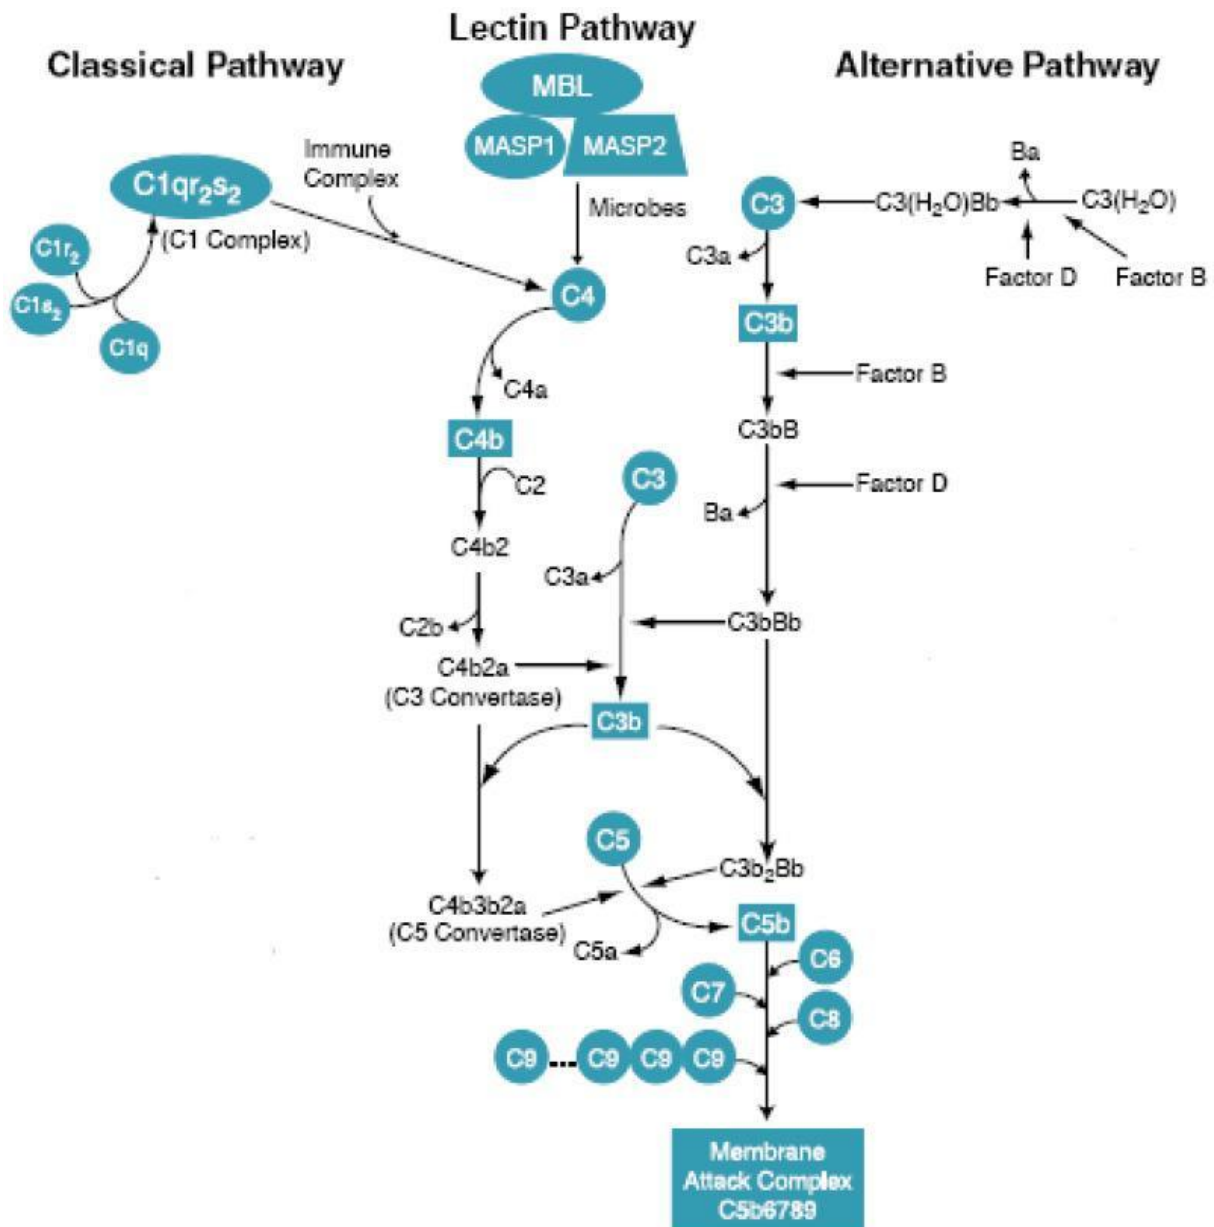 Lectin Pathway
Classical Pathway
Alternative Pathway
MBL
MASP1
MASP2
Immune
Complex
Ba
C1qr₂s₂
(C1 Complex)
Microbes
C3
C3(H₂O)Bb
C3(H₂O)
C1r₂
C3a
Factor D
Factor B
C1s₂
C4
C3b
C1q
C4a
Factor B
C4b
C3bB
C3
C2
Factor D
Ba
C4b2
C3a
C2b
C3bBb
C4b2a
(C3 Convertase)
C3b
C5
C3b₂Bb
C4b3b2a
(C5 Convertase)
C5b
C5a
C6
C7
C8
C9....C9 C9 C9
Membrane
Attack Complex
C5b6789